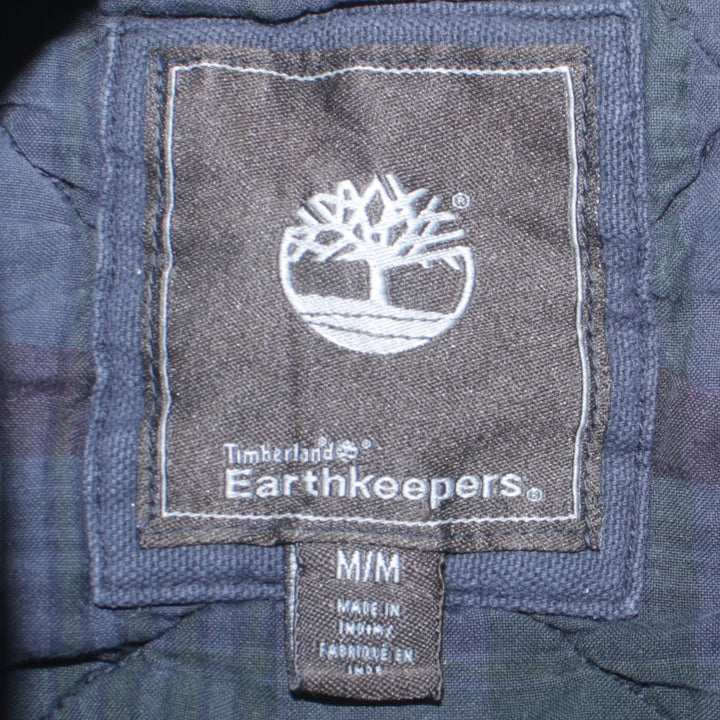 ®
Timberland® ®
Earthkeepers®
M/M
MADE IN
INDIA
FABRIQUÉ EN
INDE